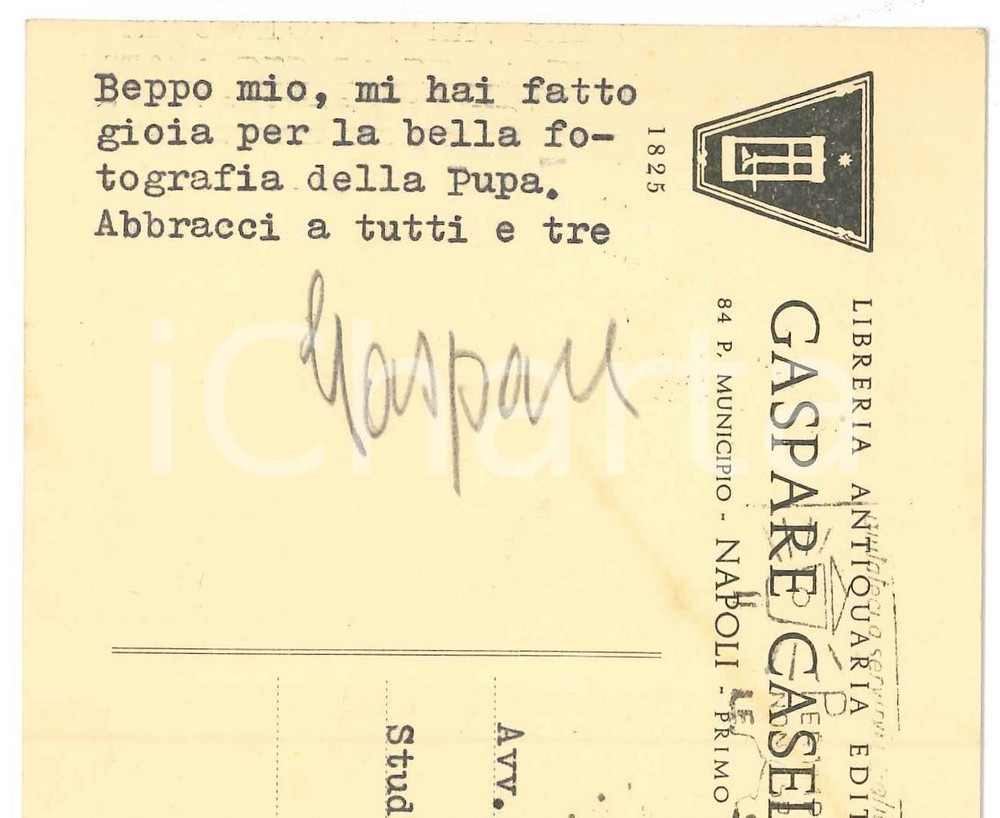 Beppo mio, mi hai fatto
gioia per la bella fo-
tografia della Pupa.
Abbracci a tutti e tre
Gaspare
1825
LIBRERIA ANTIQUARIA EDIT
GASPARE CASEL
84 P. MUNICIPIO - NAPOLI - PRIMO
Avv.
Stud
iCharta